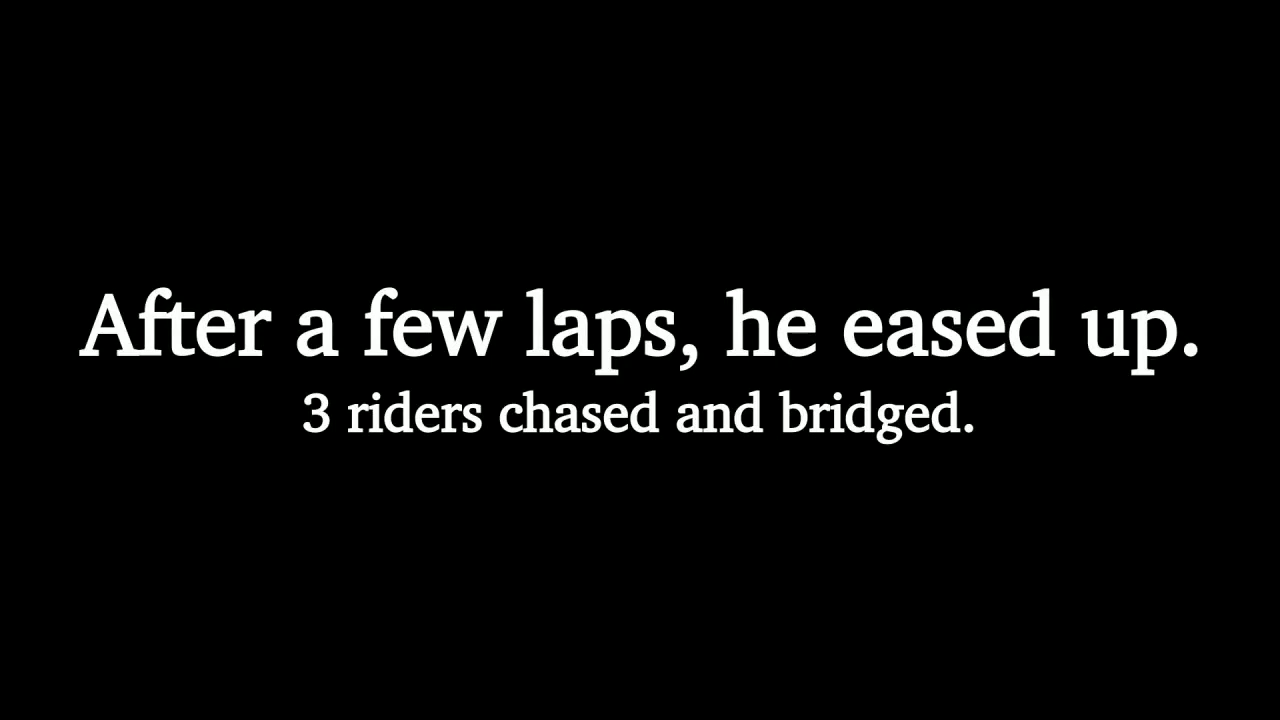 After a few laps, he eased up.
3 riders chased and bridged.